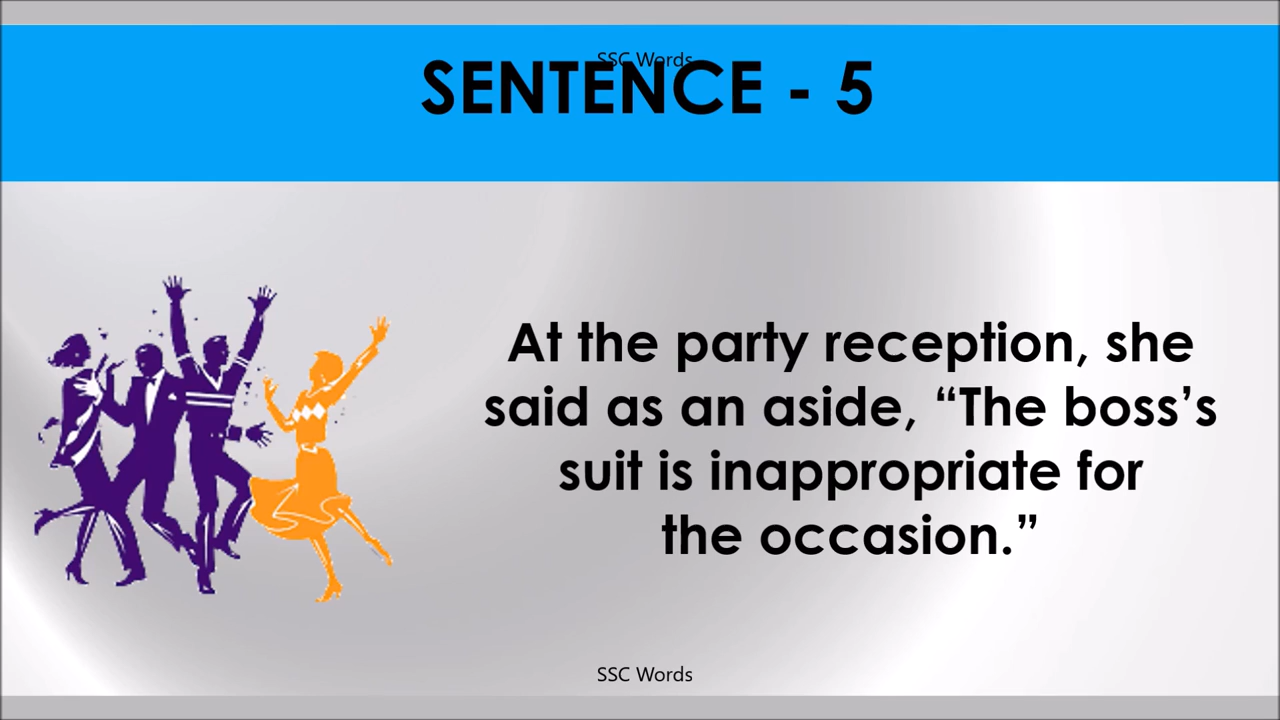 SSC Words
SENTENCE - 5
At the party reception, she
said as an aside, “The boss’s
suit is inappropriate for
the occasion.”
SSC Words